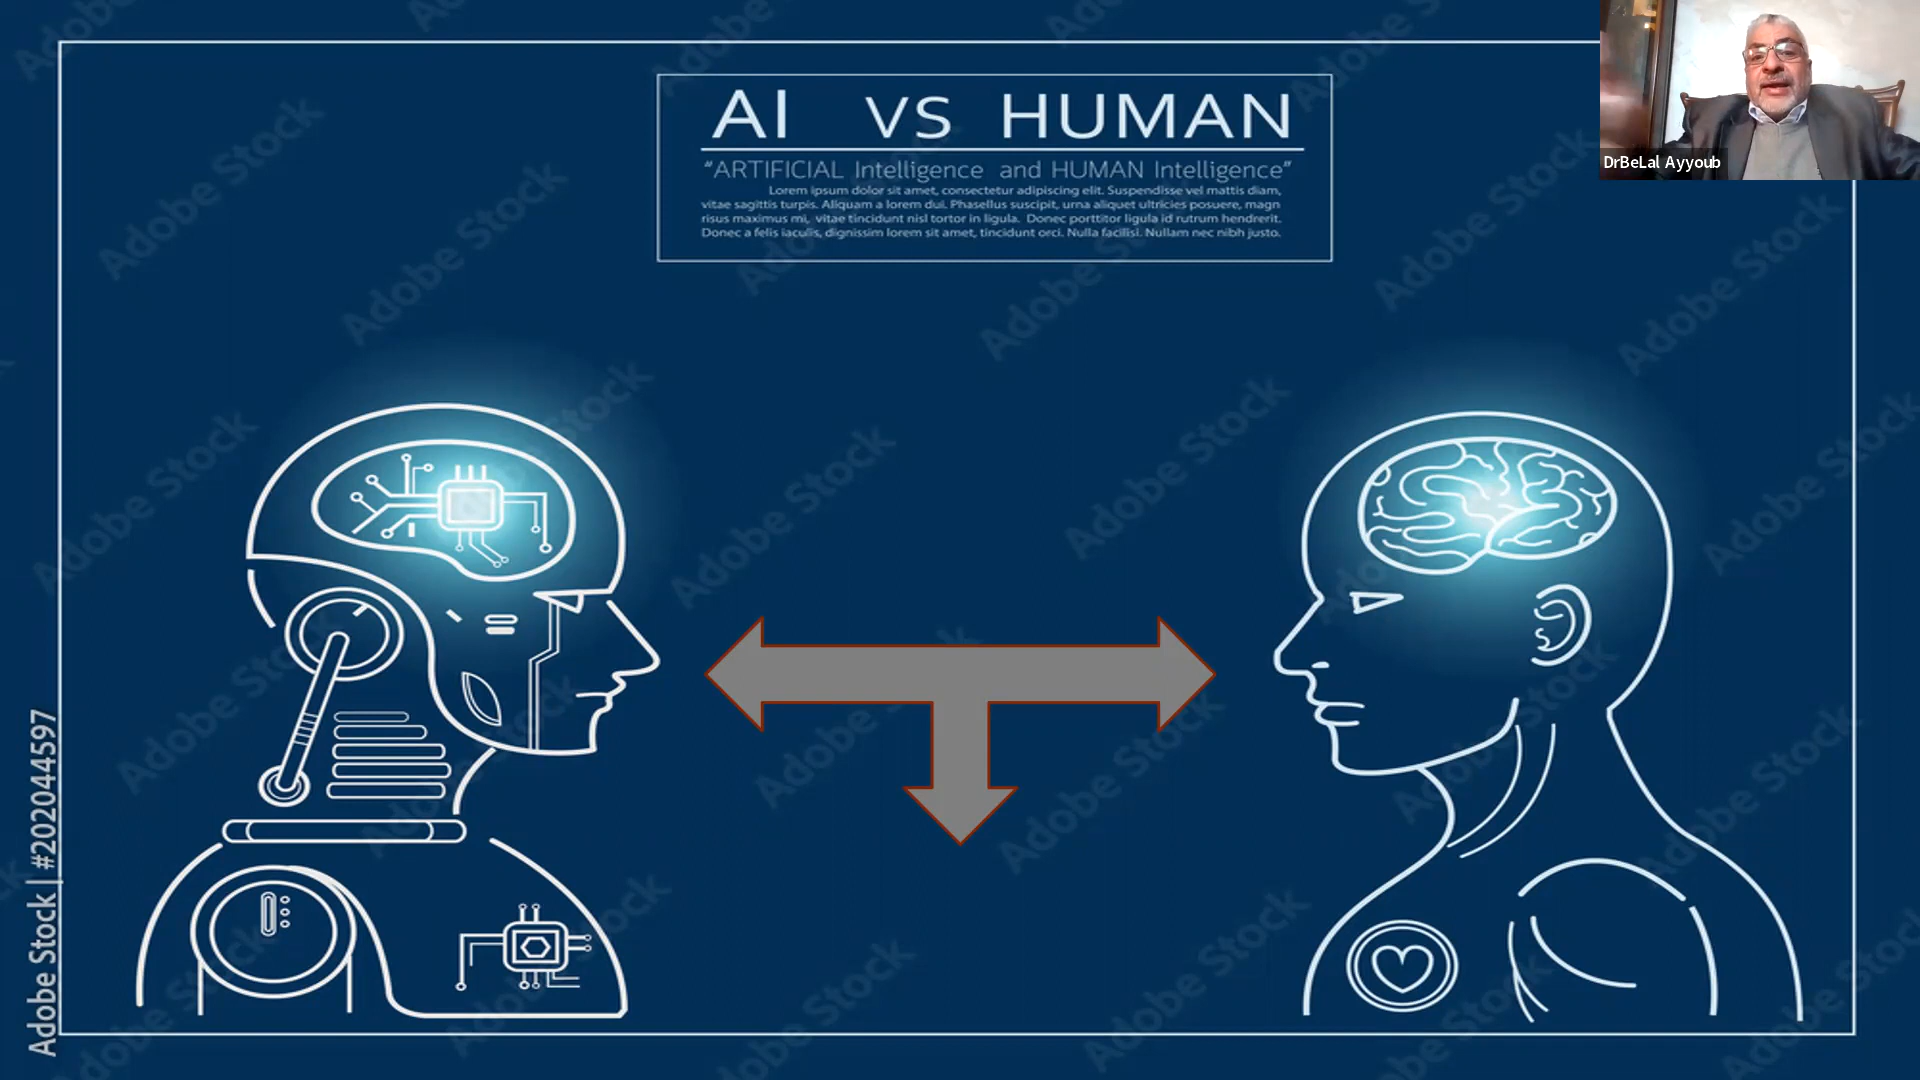 AI VS HUMAN
“ARTIFICIAL Intelligence and HUMAN Intelligence”
Lorem ipsum dolor sit amet, consectetur adipiscing elit. Suspendisse vel mattis diam,
vitae sagittis turpis. Aliquam a lorem dui. Phasellus suscipit, urna aliquet ultricies posuere, magn
risus maximus mi, vitae tincidunt nisl tortor in ligula. Donec porttitor ligula id rutrum hendrerit.
Donec a felis iaculis, dignissim lorem sit amet, tincidunt orci. Nulla facilisi. Nullam nec nibh justo.
DrBeLal Ayyoub
Adobe Stock | #202044597
Adobe Stock